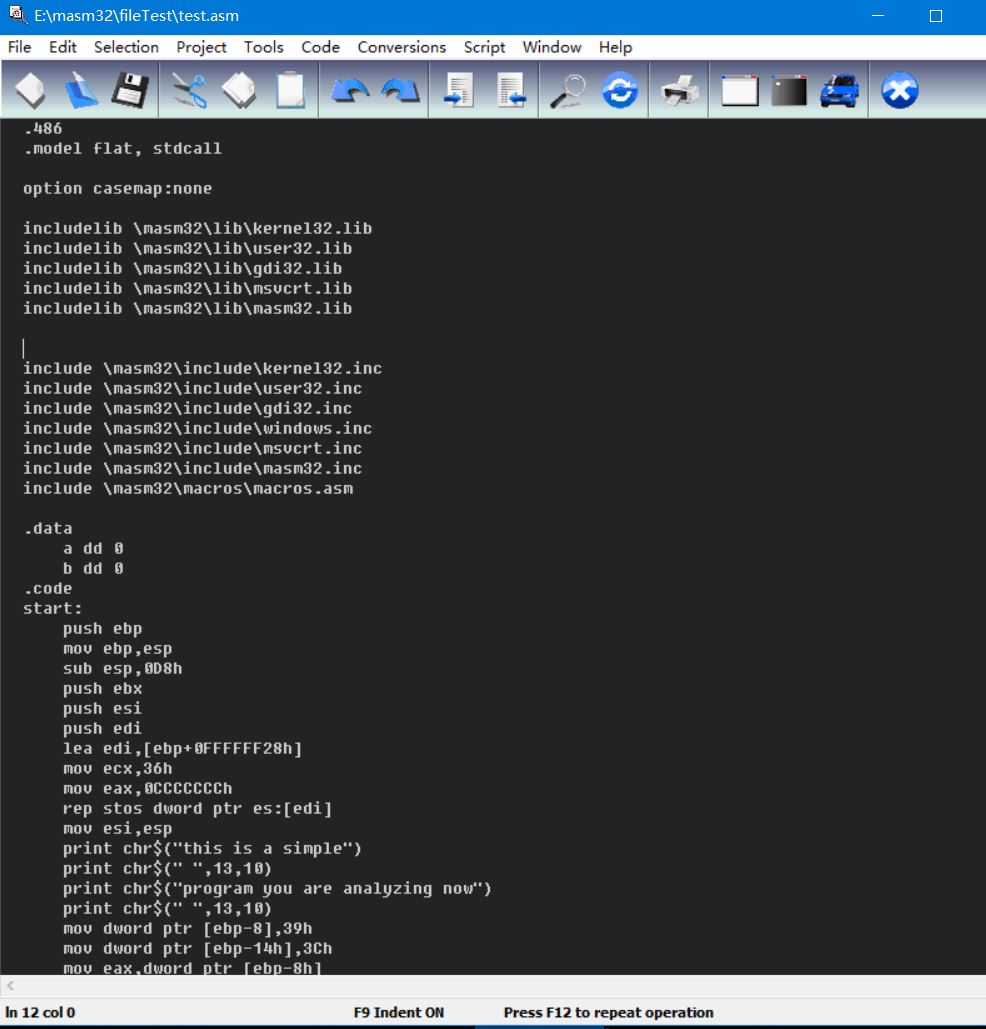 E:\masm32\fileTest\test.asm
File Edit Selection Project Tools Code Conversions Script Window Help
.486
.model flat, stdcall
option casemap:none
includelib \masm32\lib\kernel32.lib
includelib \masm32\lib\user32.lib
includelib \masm32\lib\gdi32.lib
includelib \masm32\lib\msvcrt.lib
includelib \masm32\lib\masm32.lib
include \masm32\include\kernel32.inc
include \masm32\include\user32.inc
include \masm32\include\gdi32.inc
include \masm32\include\windows.inc
include \masm32\include\msvcrt.inc
include \masm32\include\masm32.inc
include \masm32\macros\macros.asm
.data
a dd 0
b dd 0
.code
start:
push ebp
mov ebp,esp
sub esp,0D8h
push ebx
push esi
push edi
lea edi,[ebp+0FFFFFF28h]
mov ecx,36h
mov eax,0CCCCCCCh
rep stos dword ptr es:[edi]
mov esi,esp
print chr$("this is a simple")
print chr$(" ",13,10)
print chr$("program you are analyzing now")
print chr$(" ",13,10)
mov dword ptr [ebp-8],39h
mov dword ptr [ebp-14h],3Ch
mov eax,dword ptr [ebp-8h]
ln 12 col 0 F9 Indent ON Press F12 to repeat operation